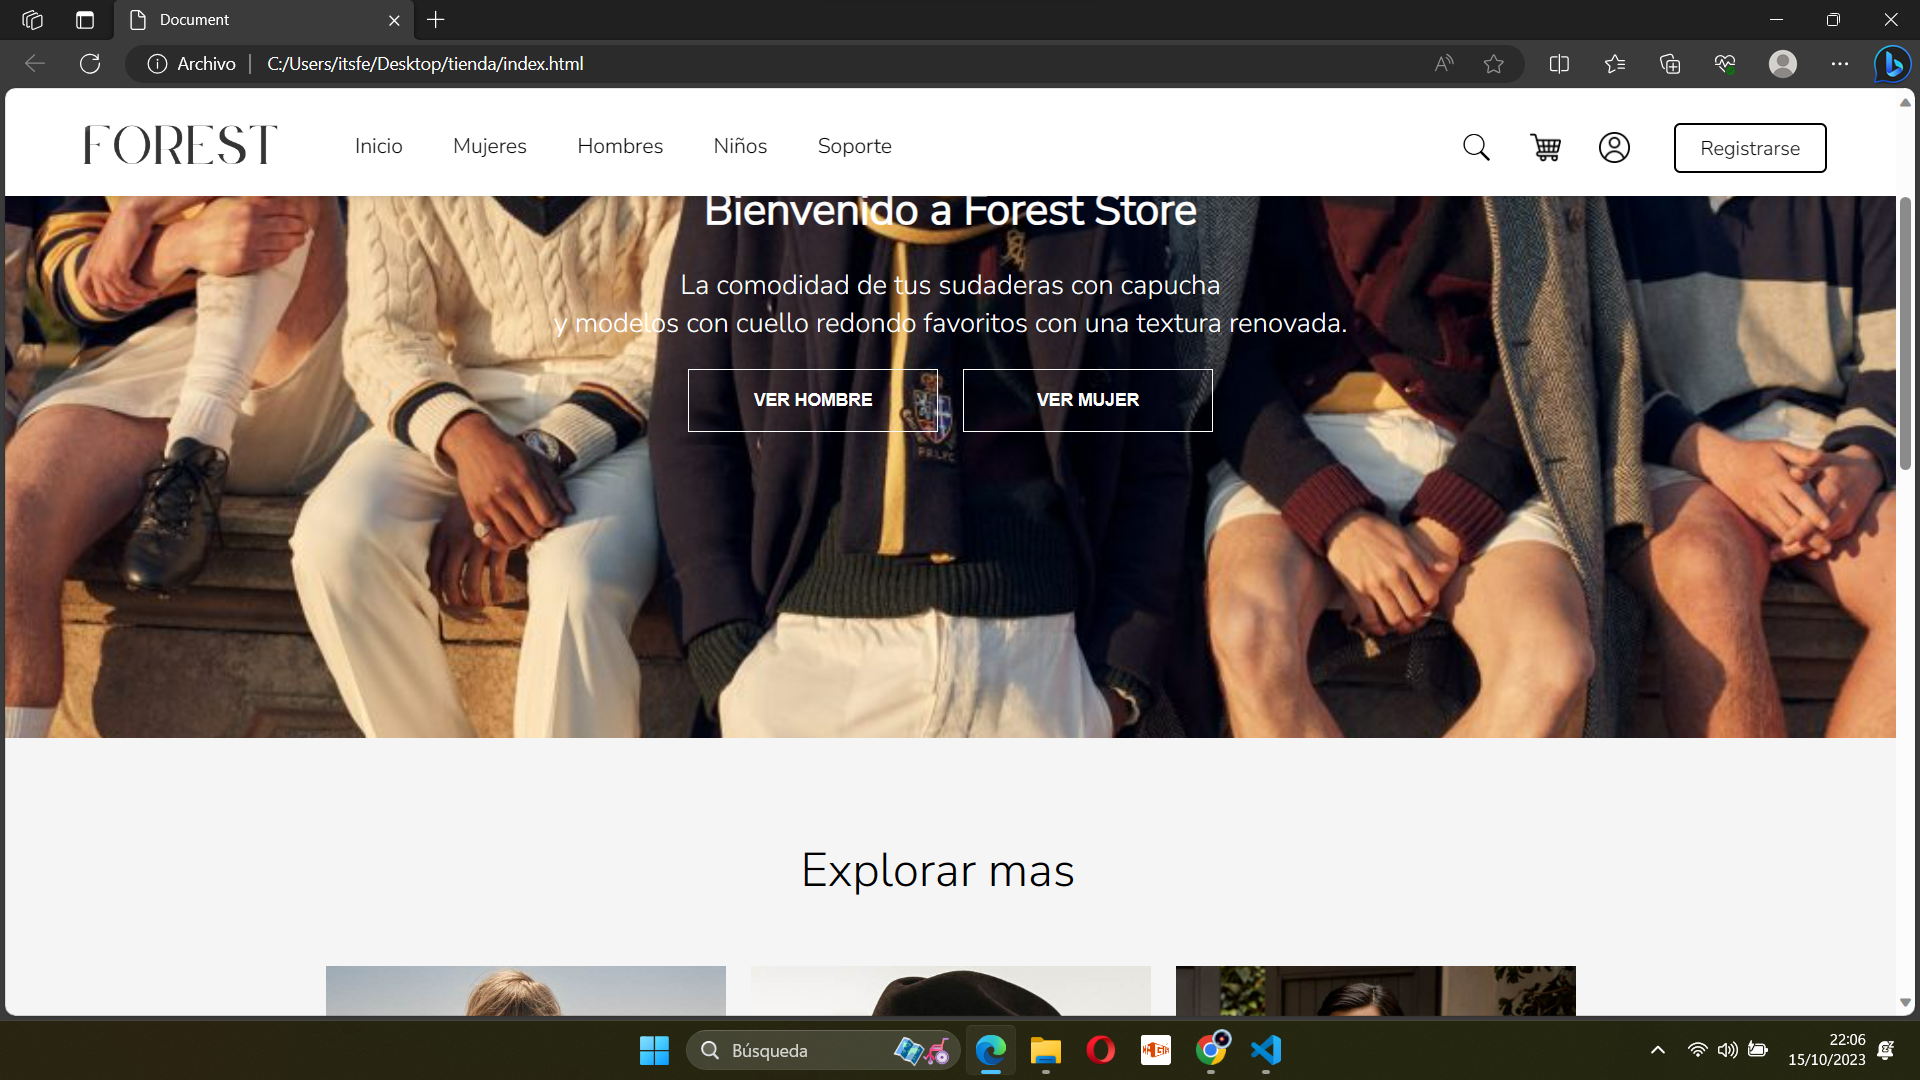 Document
Archivo
C:/Users/itsfe/Desktop/tienda/index.html
FOREST
Inicio
Mujeres
Hombres
Niños
Soporte
Registrarse
Bienvenido a Forest Store
La comodidad de tus sudaderas con capucha
y modelos con cuello redondo favoritos con una textura renovada.
VER HOMBRE
VER MUJER
P.R.L.F.C
Explorar mas
Búsqueda
22:06
15/10/2023